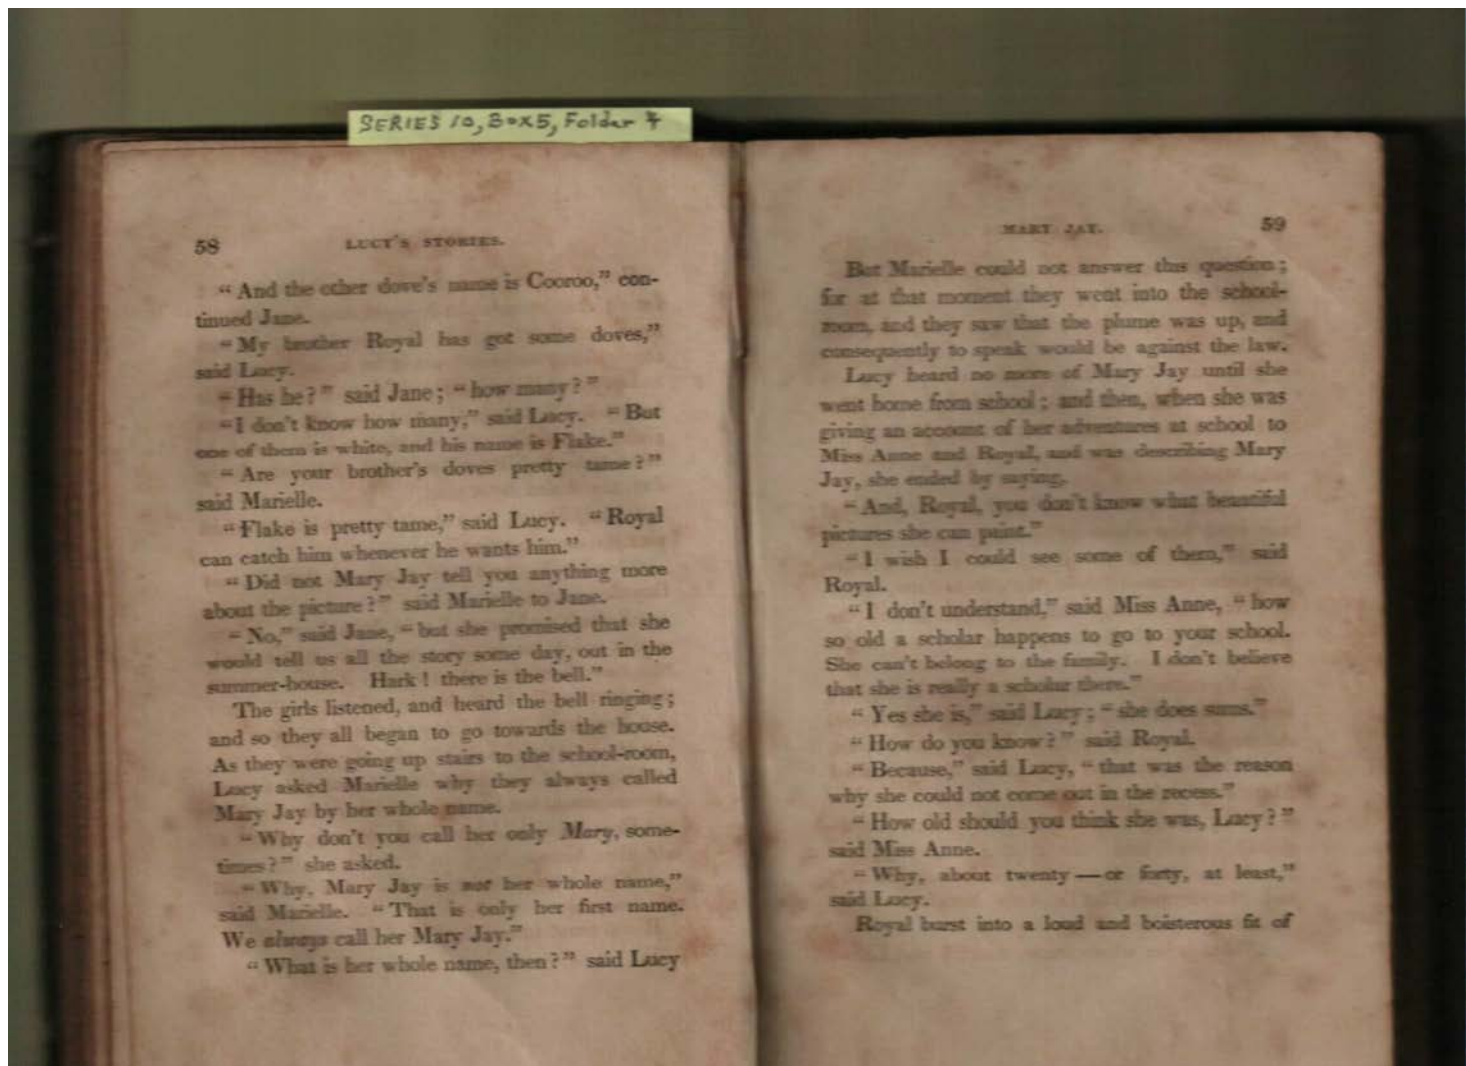 SERIES 10, Box 5, Folder 4
58 LUCY'S STORIES.
“And the other dove's name is Cooroo,” con-
tinued Jane.
“My brother Royal has got some doves,”
said Lucy.
“Has he?” said Jane; “how many?”
“I don't know how many,” said Lucy. “But
one of them is white, and his name is Flake.”
“Are your brother's doves pretty tame?”
said Marielle.
“Flake is pretty tame,” said Lucy. “Royal
can catch him whenever he wants him.”
“Did not Mary Jay tell you anything more
about the picture?” said Marielle to Jane.
“No,” said Jane, “but she promised that she
would tell us all the story some day, out in the
summer-house. Hark! there is the bell.”
The girls listened, and heard the bell ringing;
and so they all began to go towards the house.
As they were going up stairs to the school-room,
Lucy asked Marielle why they always called
Mary Jay by her whole name.
“Why don't you call her only Mary, some-
times?” she asked.
“Why, Mary Jay is not her whole name,”
said Marielle. “That is only her first name.
We always call her Mary Jay.”
“What is her whole name, then?” said Lucy
MARY JAY. 59
But Marielle could not answer this question;
for at that moment they went into the school-
room, and they saw that the plume was up, and
consequently to speak would be against the law.
Lucy heard no more of Mary Jay until she
went home from school; and then, when she was
giving an account of her adventures at school to
Miss Anne and Royal, and was describing Mary
Jay, she ended by saying,
“And, Royal, you don't know what beautiful
pictures she can paint.”
“I wish I could see some of them,” said
Royal.
“I don't understand,” said Miss Anne, “how
so old a scholar happens to go to your school.
She can't belong to the family. I don't believe
that she is really a scholar there.”
“Yes she is,” said Lucy; “she does sums.”
“How do you know?” said Royal.
“Because,” said Lucy, “that was the reason
why she could not come out in the recess.”
“How old should you think she was, Lucy?”
said Miss Anne.
“Why, about twenty—or forty, at least,”
said Lucy.
Royal burst into a loud and boisterous fit of